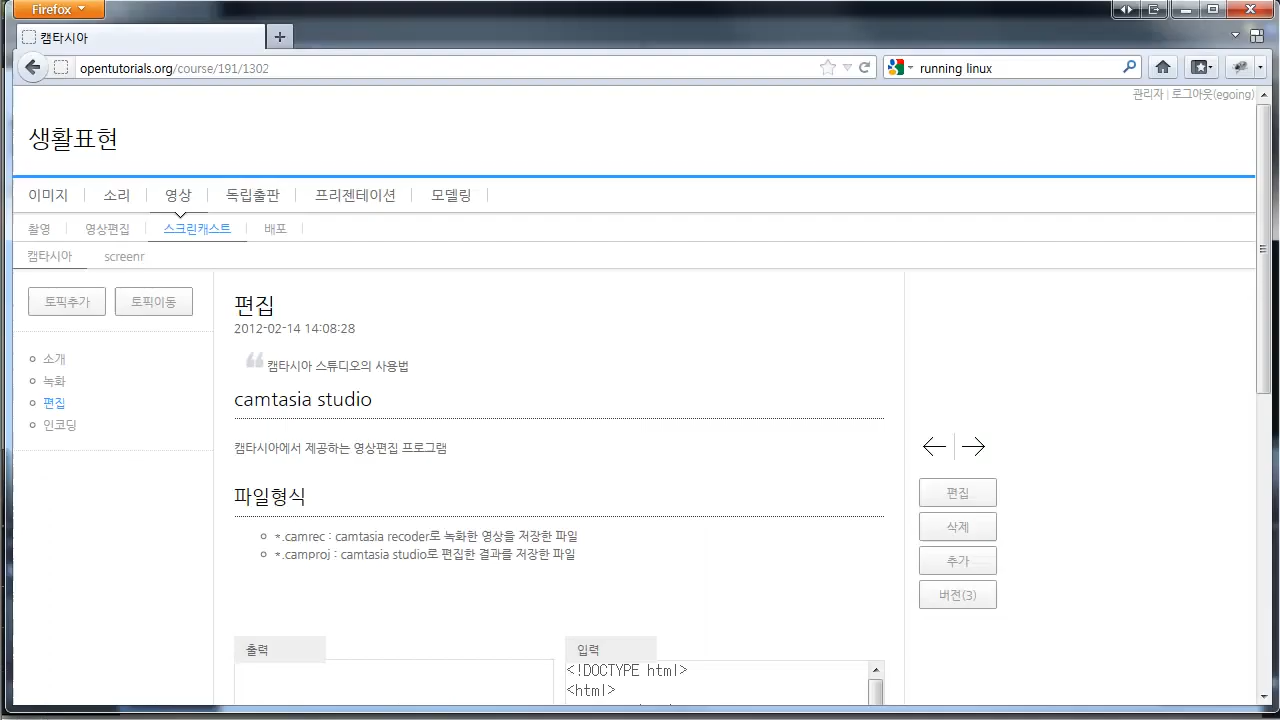 Firefox
캠타시아
opentutorials.org/course/191/1302
running linux
관리자 | 로그아웃(egoing)
생활표현
이미지 소리 영상 독립출판 프리젠테이션 모델링
촬영 영상편집 스크린캐스트 배포
캠타시아 screenr
토픽추가 토픽이동
소개
녹화
편집
인코딩
편집
2012-02-14 14:08:28
❝ 캠타시아 스튜디오의 사용법
camtasia studio
캠타시아에서 제공하는 영상편집 프로그램
파일형식
*.camrec : camtasia recoder로 녹화한 영상을 저장한 파일
*.camproj : camtasia studio로 편집한 결과를 저장한 파일
출력 입력
<!DOCTYPE html>
<html>
편집
삭제
추가
버전(3)